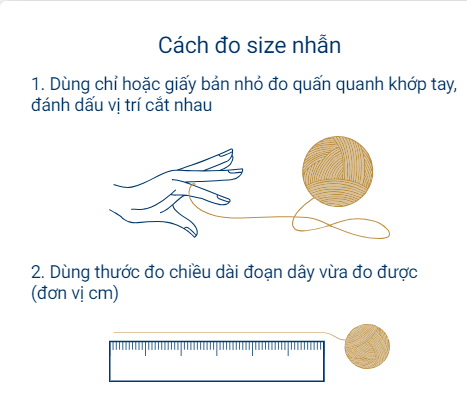 Cách đo size nhẫn
1. Dùng chỉ hoặc giấy bản nhỏ đo quấn quanh khớp tay,
đánh dấu vị trí cắt nhau
2. Dùng thước đo chiều dài đoạn dây vừa đo được
(đơn vị cm)